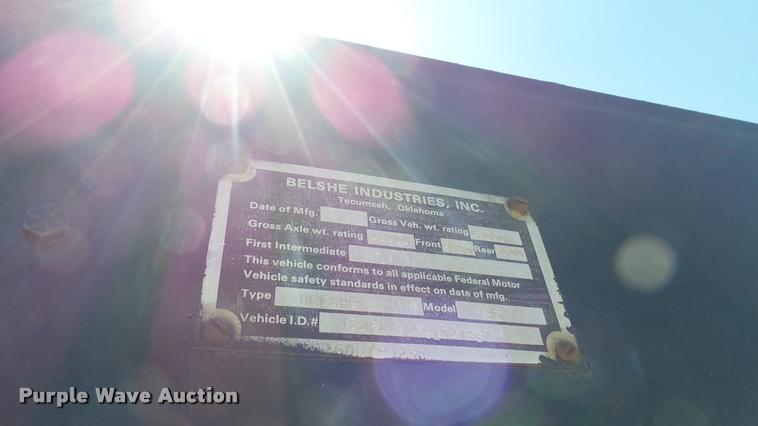 BELSHE INDUSTRIES, INC.
Tecumseh, Oklahoma
Date of Mfg. Gross Veh. wt. rating
Gross Axle wt. rating Front Rear
First Intermediate
This vehicle conforms to all applicable Federal Motor
Vehicle safety standards in effect on date of mfg.
Type BELSHE Model
Vehicle I.D.#
Purple Wave Auction